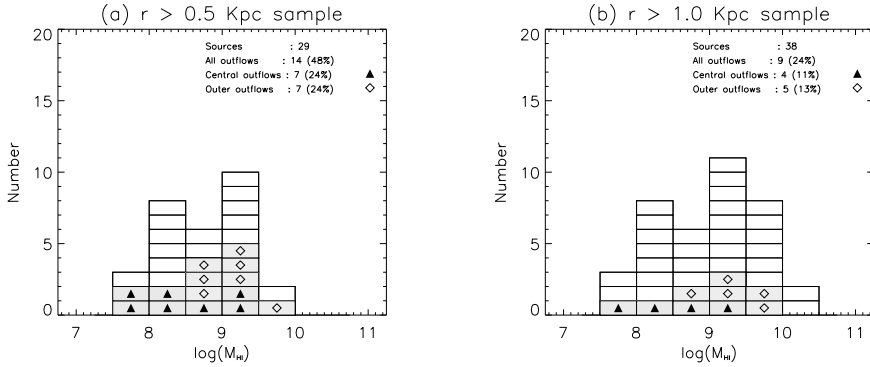 (a) r > 0.5 Kpc sample
Sources : 29
All outflows : 14 (48%)
Central outflows : 7 (24%)
Outer outflows : 7 (24%)
20
15
10
5
0
Number
7 8 9 10 11
log(M_HI)
(b) r > 1.0 Kpc sample
Sources : 38
All outflows : 9 (24%)
Central outflows : 4 (11%)
Outer outflows : 5 (13%)
20
15
10
5
0
Number
7 8 9 10 11
log(M_HI)